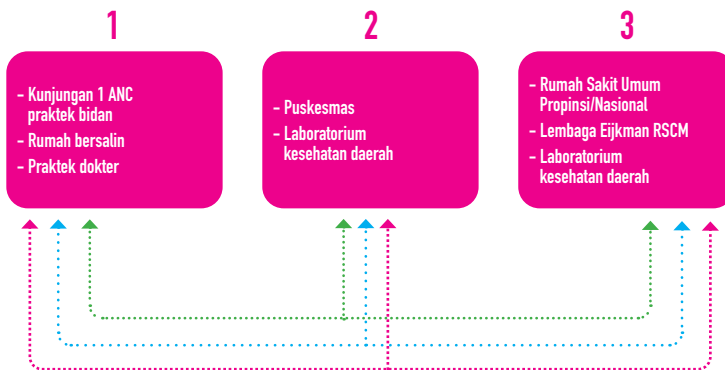 1
- Kunjungan 1 ANC
praktek bidan
- Rumah bersalin
- Praktek dokter
2
- Puskesmas
- Laboratorium
kesehatan daerah
3
- Rumah Sakit Umum
Propinsi/Nasional
- Lembaga Eijkman RSCM
- Laboratorium
kesehatan daerah